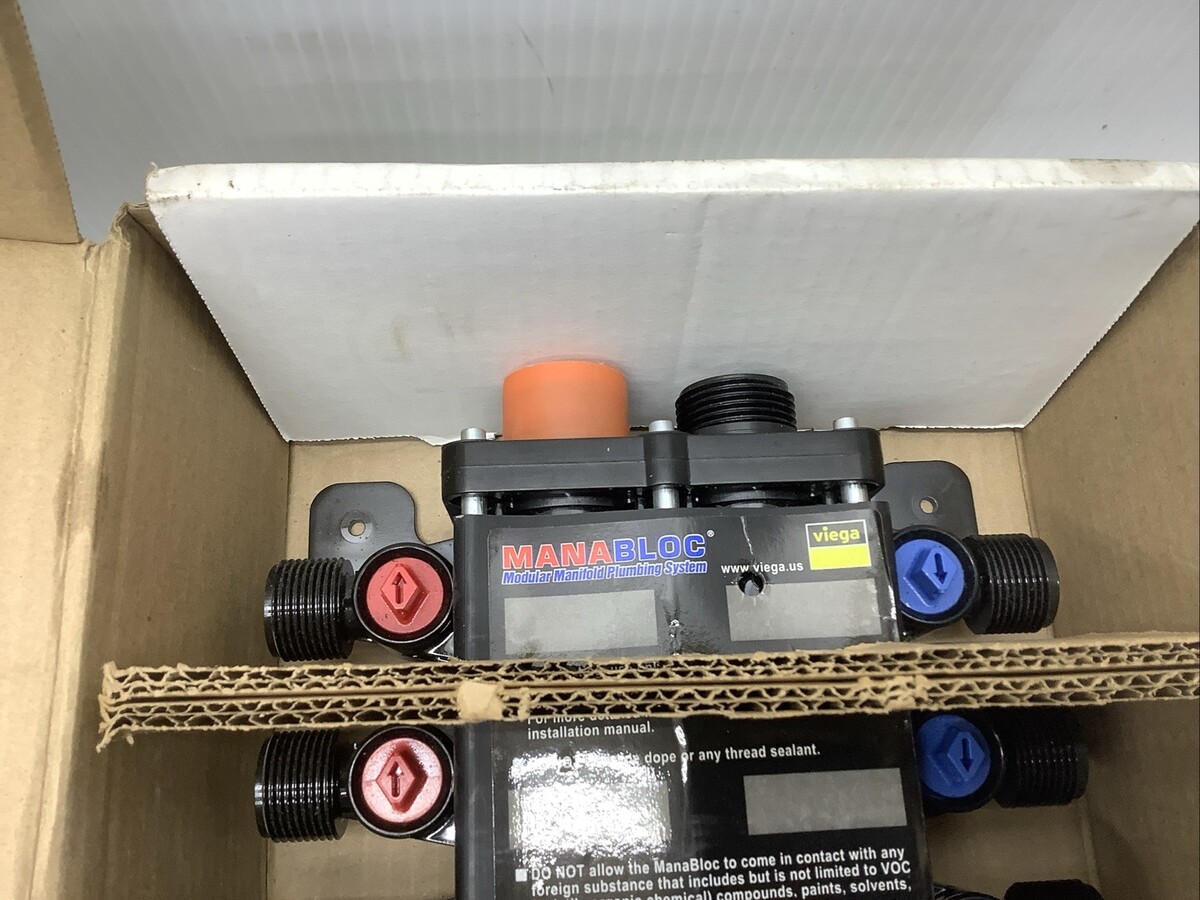 MANABLOC®
Modular Manifold Plumbing System
viega
www.viega.us
For more
installation manual.
dope or any thread sealant.
DO NOT allow the ManaBloc to come in contact with any
foreign substance that includes but is not limited to VOC
compounds, paints, solvents,